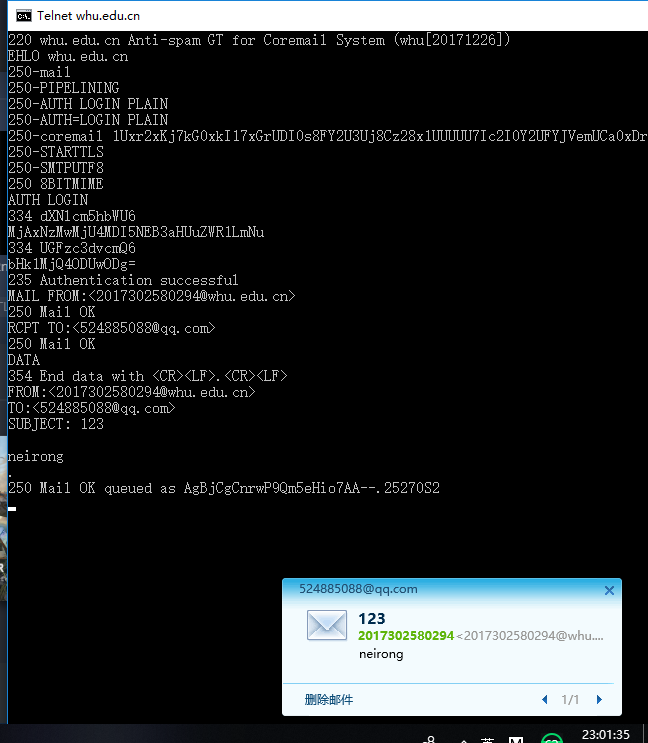 Telnet whu.edu.cn
220 whu.edu.cn Anti-spam GT for Coremail System (whu[20171226])
EHLO whu.edu.cn
250-mail
250-PIPELINING
250-AUTH LOGIN PLAIN
250-AUTH=LOGIN PLAIN
250-coremail 1Uxr2xKj7kG0xkI17xGrUDI0s8FY2U3Uj8Cz28x1UUUUU7Ic2I0Y2UFYJVemUCa0xDr
250-STARTTLS
250-SMTPUTF8
250 8BITMIME
AUTH LOGIN
334 dXNlcm5hbWU6
MjAxNzMwMjU4MDI5NEB3aHUuZWR1LmNu
334 UGFzc3dvcmQ6
bHk1MjQ4ODUwODg=
235 Authentication successful
MAIL FROM:<2017302580294@whu.edu.cn>
250 Mail OK
RCPT TO:<524885088@qq.com>
250 Mail OK
DATA
354 End data with <CR><LF>.<CR><LF>
FROM:<2017302580294@whu.edu.cn>
TO:<524885088@qq.com>
SUBJECT: 123
neirong
.
250 Mail OK queued as AgBjCgCnrwP9Qm5eHio7AA--.25270S2
524885088@qq.com
123
2017302580294<2017302580294@whu....
neirong
删除邮件
1/1
英
23:01:35